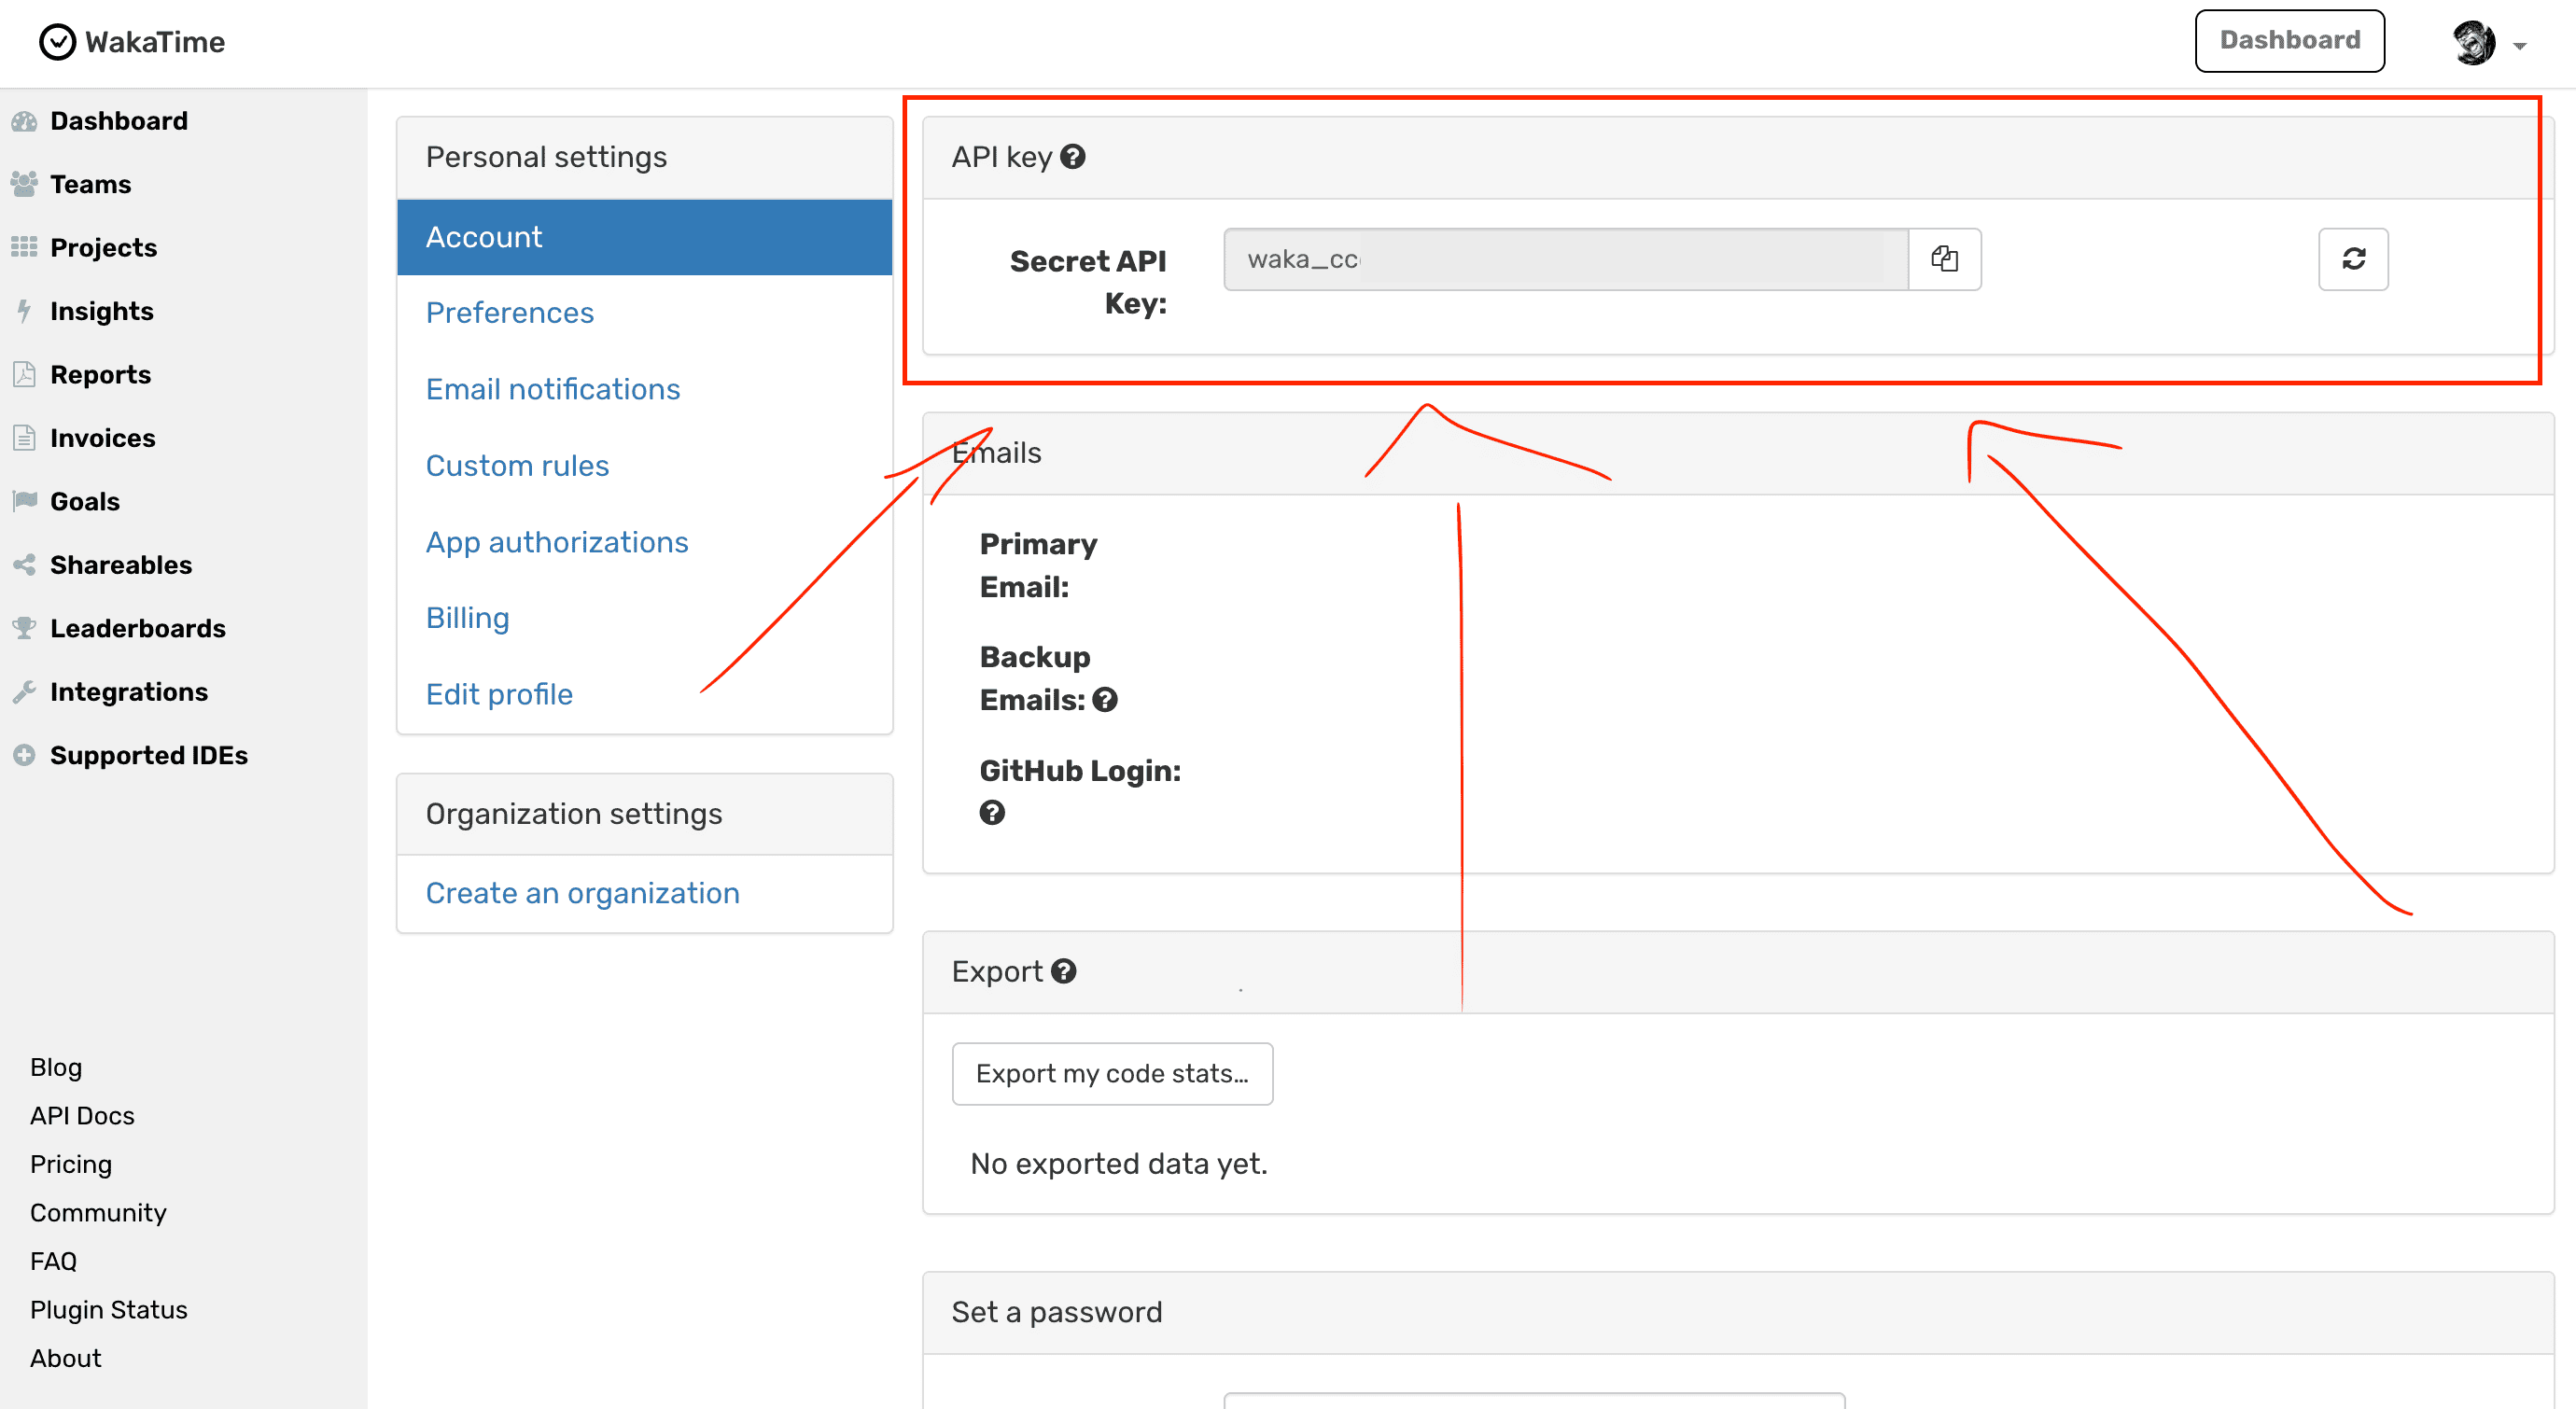 WakaTime
Dashboard
Dashboard
Teams
Projects
Insights
Reports
Invoices
Goals
Shareables
Leaderboards
Integrations
Supported IDEs
Blog
API Docs
Pricing
Community
FAQ
Plugin Status
About
Personal settings
Account
Preferences
Email notifications
Custom rules
App authorizations
Billing
Edit profile
Organization settings
Create an organization
API key
Secret API
Key:
waka_cc
Emails
Primary
Email:
Backup
Emails:
GitHub Login:
Export
Export my code stats…
No exported data yet.
Set a password